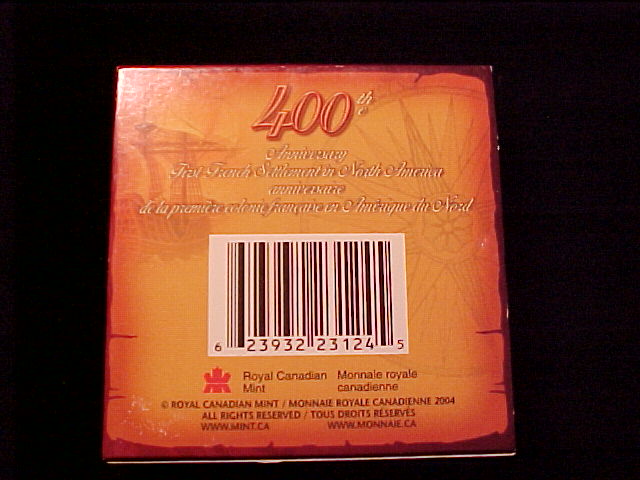 400th
e
Anniversary
First French Settlement in North America
anniversaire
de la première colonie française en Amérique du Nord
6 23932 23124 5
Royal Canadian Mint
Monnaie royale canadienne
© ROYAL CANADIAN MINT / MONNAIE ROYALE CANADIENNE 2004
ALL RIGHTS RESERVED / TOUS DROITS RÉSERVÉS
WWW.MINT.CA WWW.MONNAIE.CA